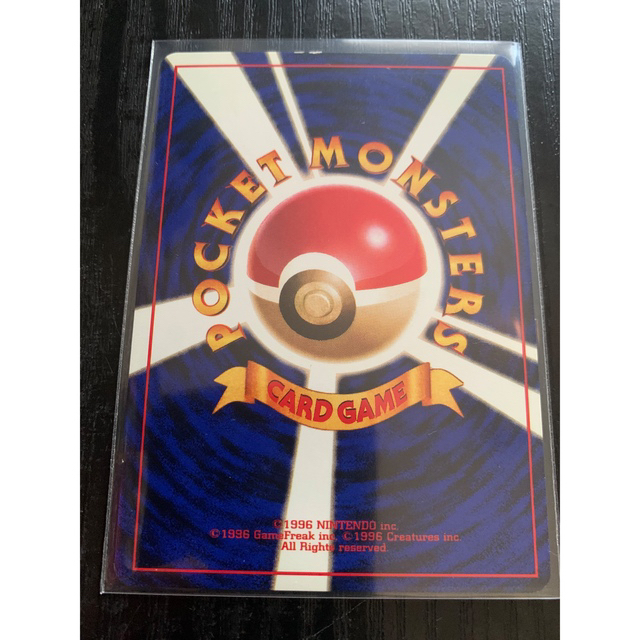 POCKET MONSTERS
CARD GAME
©1996 NINTENDO inc.
©1996 GameFreak inc. ©1996 Creatures inc
All Rights reserved